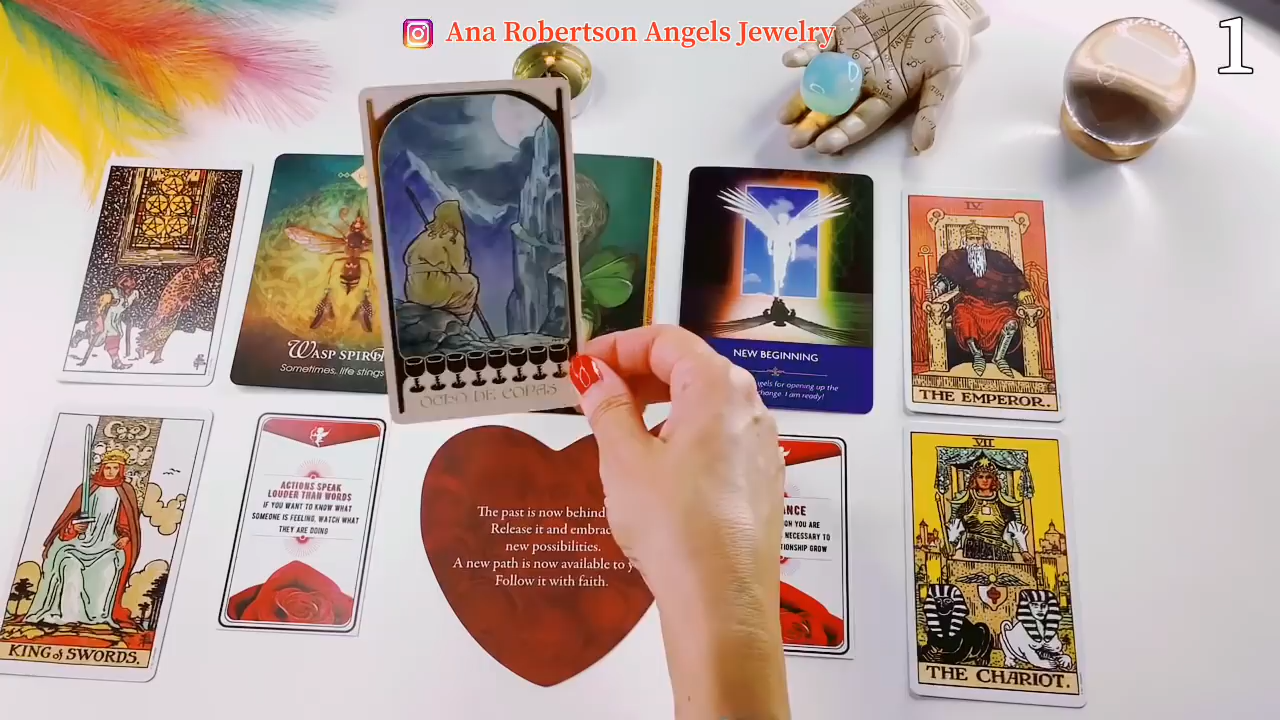 Ana Robertson Angels Jewelry
1
WASP SPIRI
Sometimes, life stings
OCHO DE COPAS
NEW BEGINNING
gels for opening up the
change. I am ready!
IV
THE EMPEROR.
KING of SWORDS.
ACTIONS SPEAK
LOUDER THAN WORDS
IF YOU WANT TO KNOW WHAT
SOMEONE IS FEELING, WATCH WHAT
THEY ARE DOING
The past is now behind
Release it and embrac
new possibilities.
A new path is now available to y
Follow it with faith.
ANCE
ON YOU ARE
NECESSARY TO
TIONSHIP GROW
VII
THE CHARIOT.